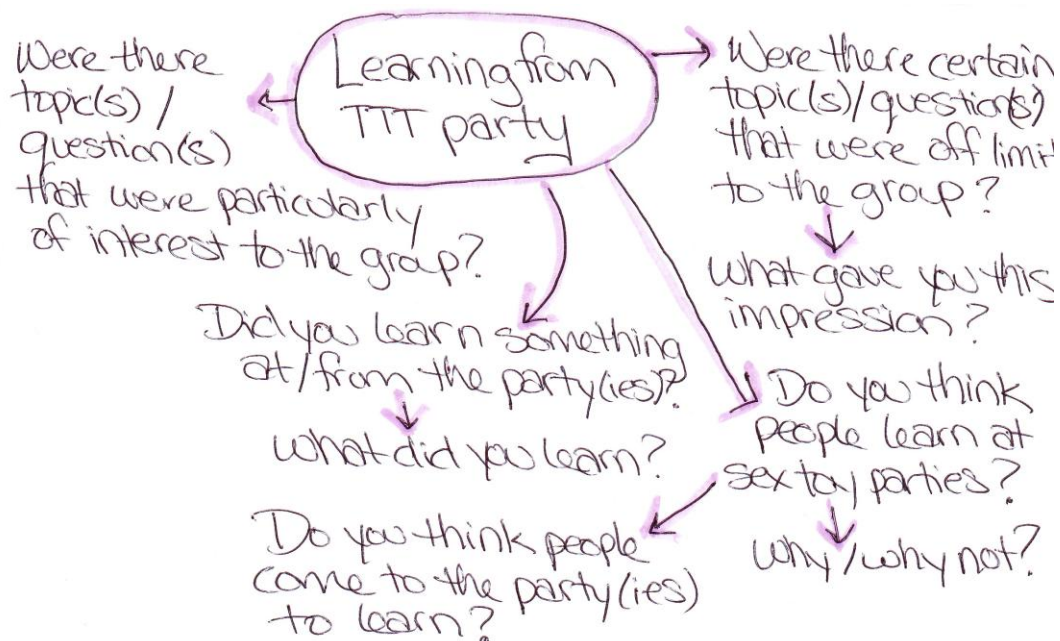 Learning from
TTT party
Were there
topic(s) /
question(s)
that were particularly
of interest to the group?
Were there certain
topic(s)/question(s)
that were off limit
to the group?
What gave you this
impression?
Did you learn something
at/from the party(ies)?
What did you learn?
Do you think
people learn at
sex toy parties?
Why/why not?
Do you think people
come to the party(ies)
to learn?